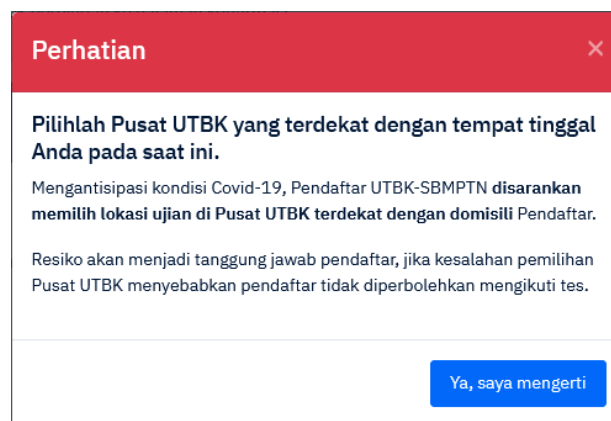 Perhatian
×
Pilihlah Pusat UTBK yang terdekat dengan tempat tinggal
Anda pada saat ini.
Mengantisipasi kondisi Covid-19, Pendaftar UTBK-SBMPTN disarankan
memilih lokasi ujian di Pusat UTBK terdekat dengan domisili Pendaftar.
Resiko akan menjadi tanggung jawab pendaftar, jika kesalahan pemilihan
Pusat UTBK menyebabkan pendaftar tidak diperbolehkan mengikuti tes.
Ya, saya mengerti